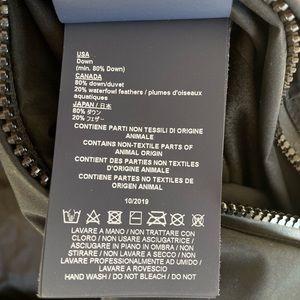 USA
Down
(min. 80% Down)
CANADA
80% down/duvet
20% waterfowl feathers / plumes d'oiseaux
aquatiques
JAPAN / 日本
80% ダウン
20% フェザー
CONTIENE PARTI NON TESSILI DI ORIGINE
ANIMALE
CONTAINS NON-TEXTILE PARTS OF
ANIMAL ORIGIN
CONTIENT DES PARTIES NON TEXTILES
D'ORIGINE ANIMALE
CONTIENE PARTES NO TEXTILES DE
ORIGEN ANIMAL
10/2019
LAVARE A MANO / NON TRATTARE CON
CLORO / NON USARE ASCIUGATRICE /
ASCIUGARE ALL'OMBRA / NON
STIRARE / NON LAVARE A SECCO /
LAVARE PROFESSIONALMENTE AD UMIDO /
LAVARE A ROVESCIO
HAND WASH / DO NOT BLEACH / DO NOT